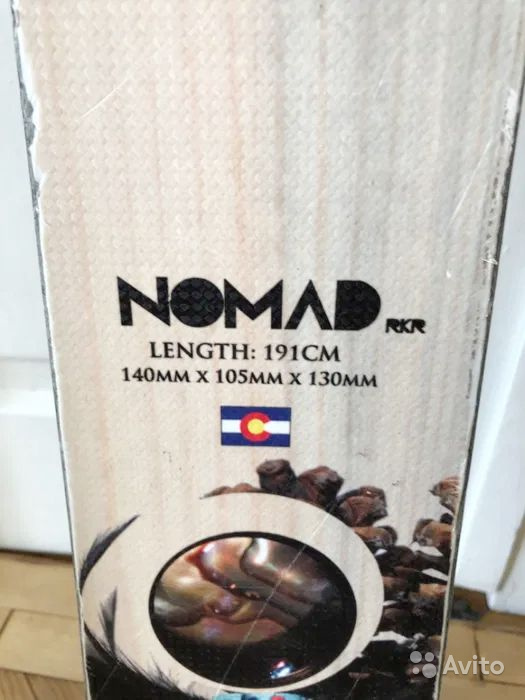 NOMAD RKR
LENGTH: 191CM
140MM X 105MM X 130MM
Avito